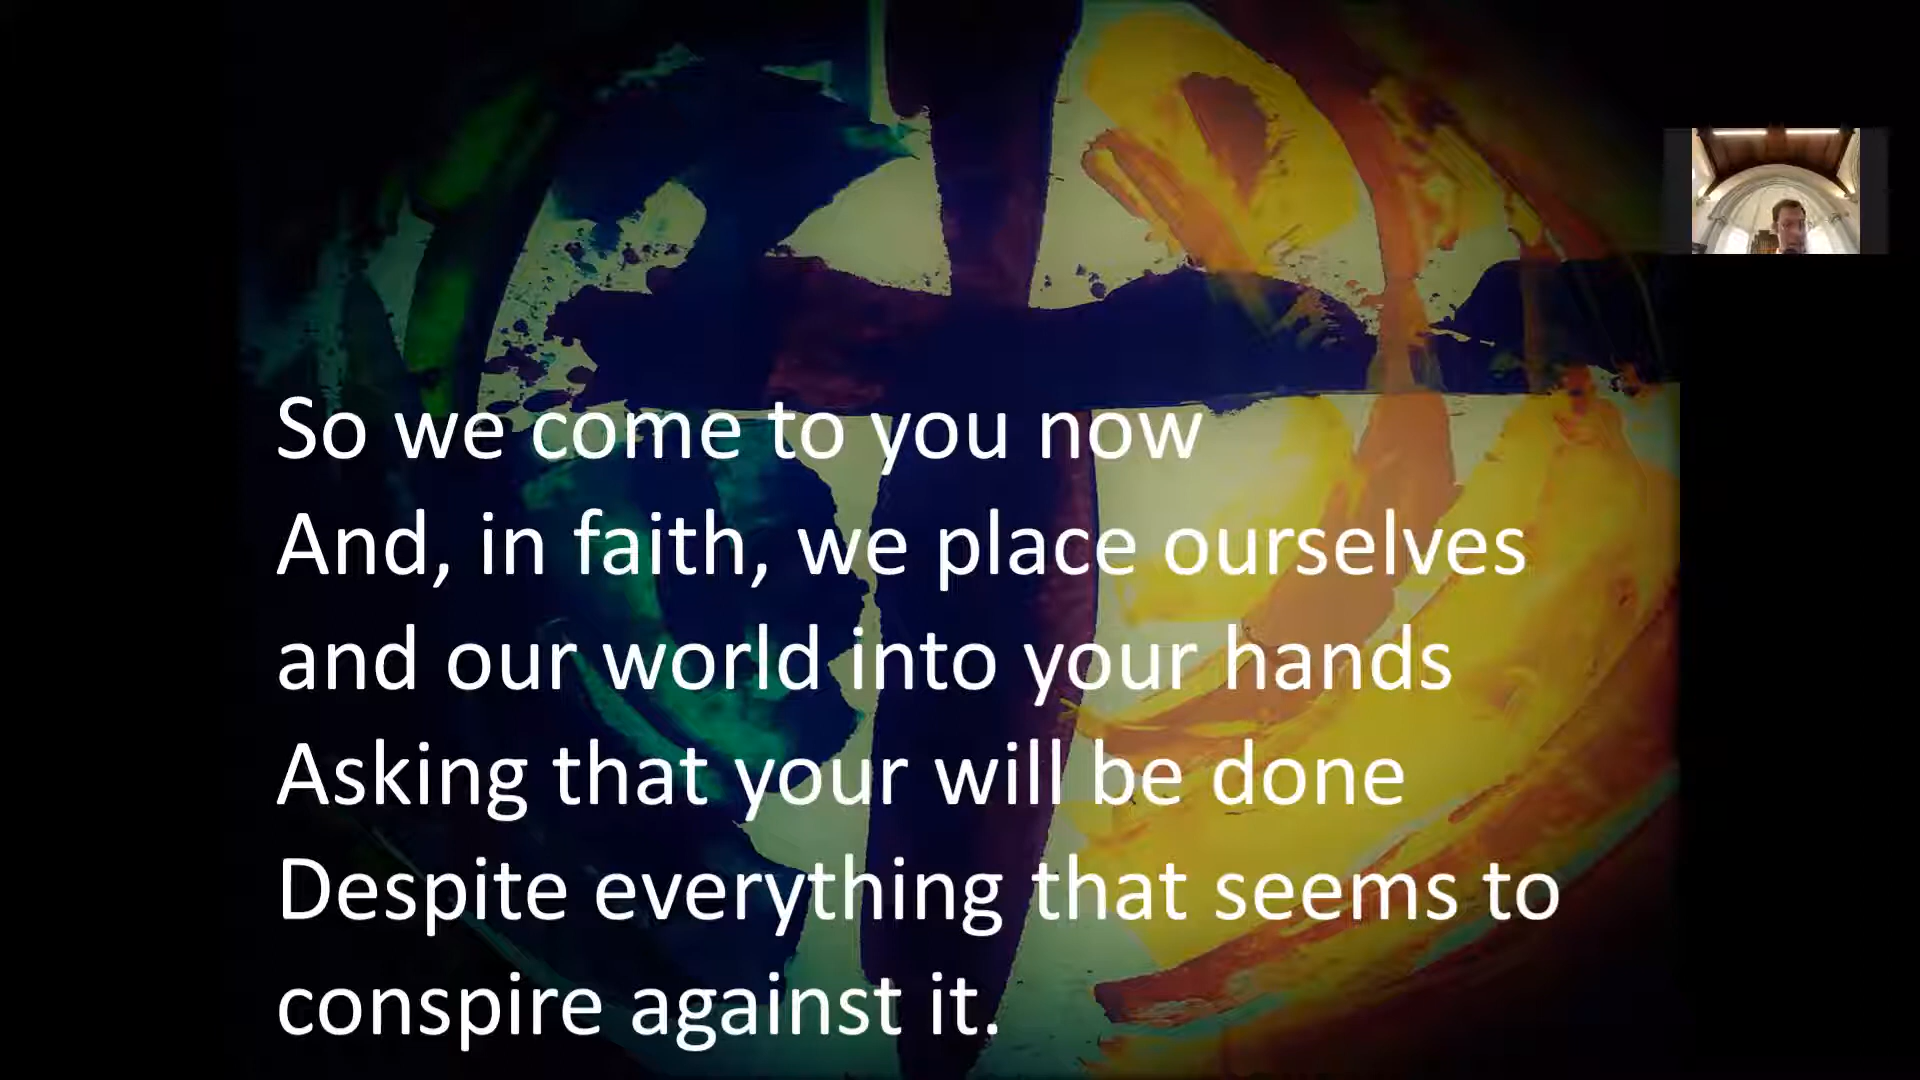 So we come to you now
And, in faith, we place ourselves
and our world into your hands
Asking that your will be done
Despite everything that seems to
conspire against it.